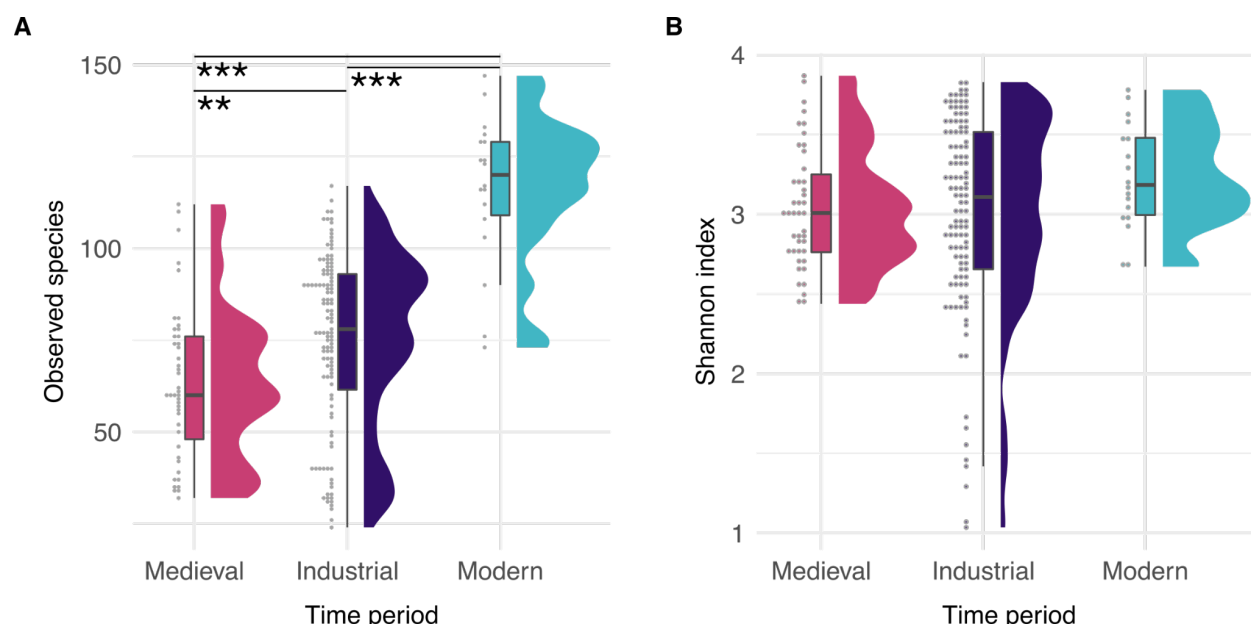 A
Observed species
150
100
50
***
***
**
Medieval Industrial Modern
Time period
B
Shannon index
4
3
2
1
Medieval Industrial Modern
Time period